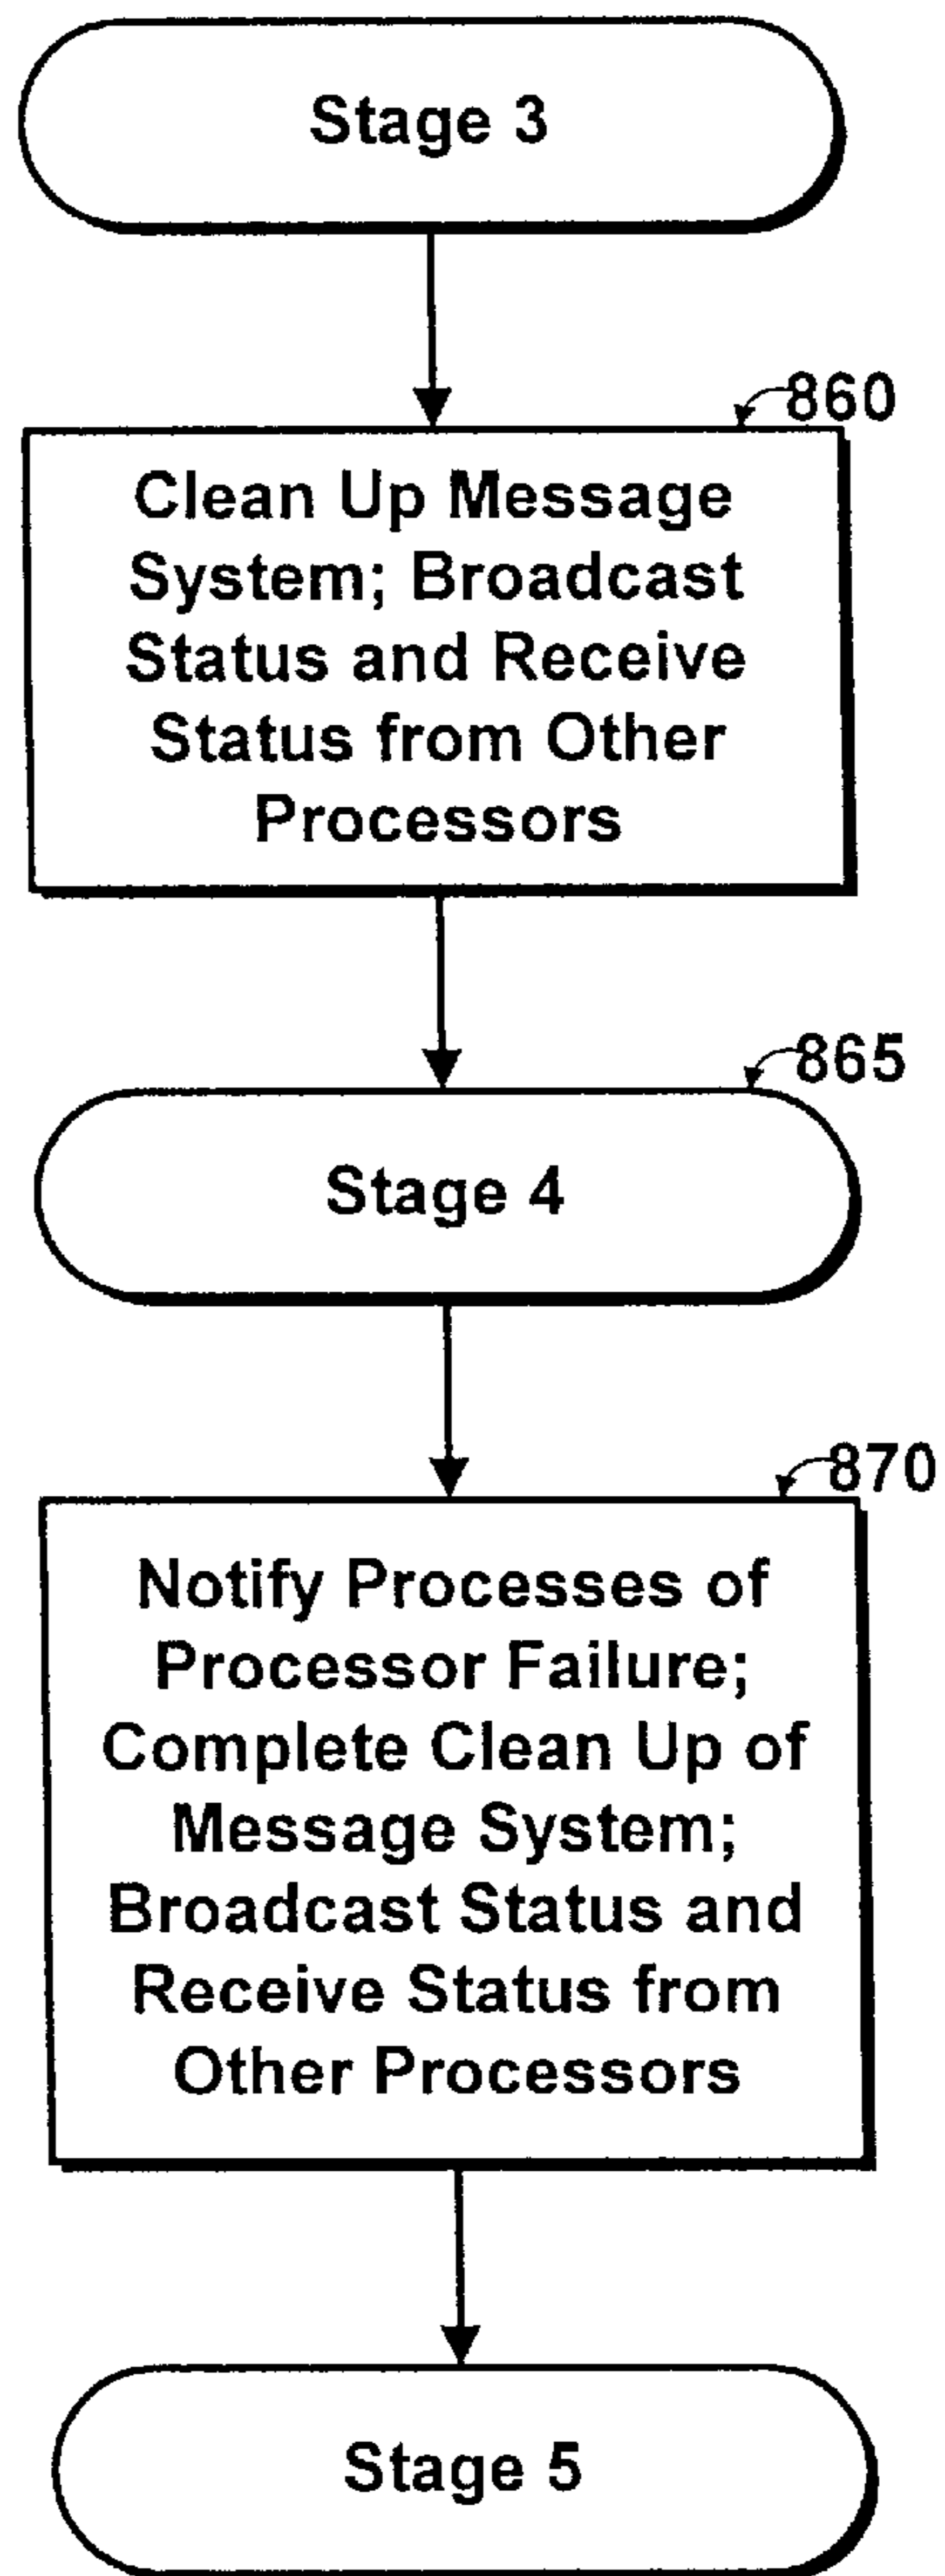 Stage 3
860
Clean Up Message
System; Broadcast
Status and Receive
Status from Other
Processors
865
Stage 4
870
Notify Processes of
Processor Failure;
Complete Clean Up of
Message System;
Broadcast Status and
Receive Status from
Other Processors
Stage 5